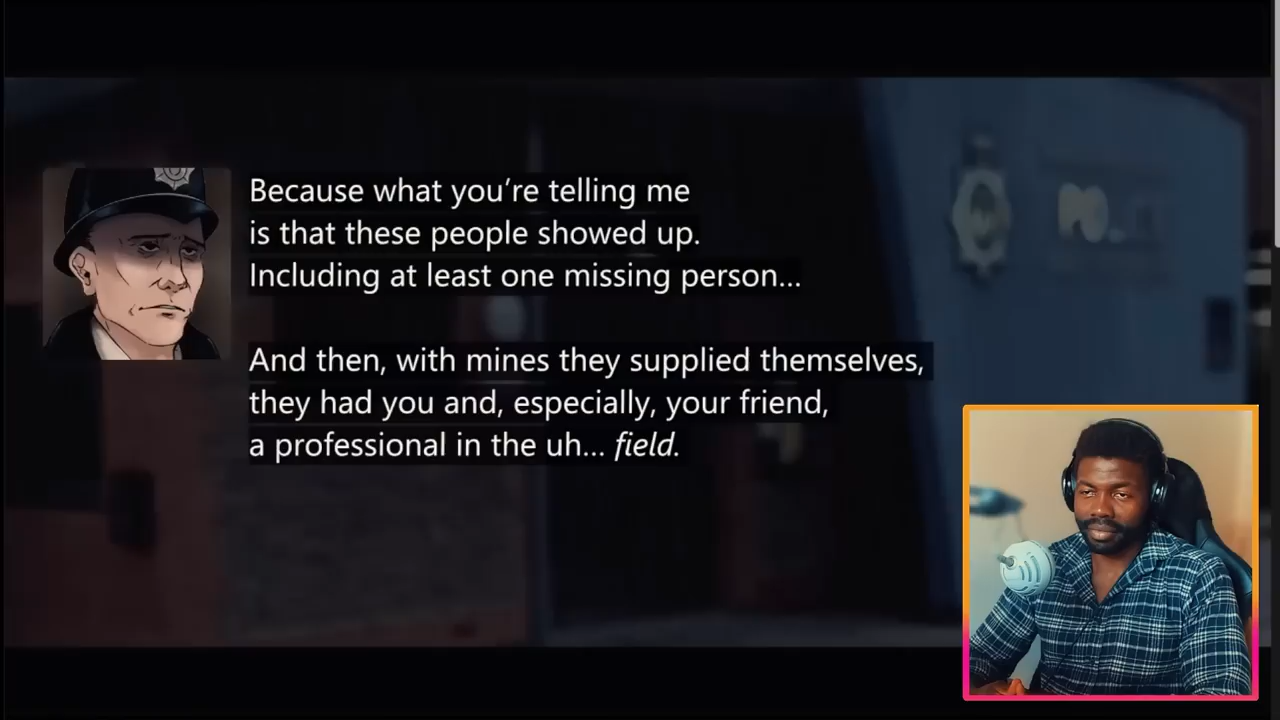 Because what you’re telling me
is that these people showed up.
Including at least one missing person...
And then, with mines they supplied themselves,
they had you and, especially, your friend,
a professional in the uh... field.